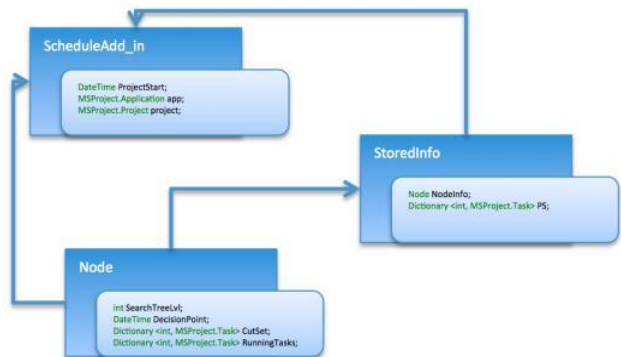 ScheduleAdd_in
DateTime ProjectStart;
MSProject.Application app;
MSProject.Project project;
StoredInfo
Node NodeInfo;
Dictionary <int, MSProject.Task> PS;
Node
int SearchTreeLvl;
DateTime DecisionPoint;
Dictionary <int, MSProject.Task> CutSet;
Dictionary <int, MSProject.Task> RunningTasks;